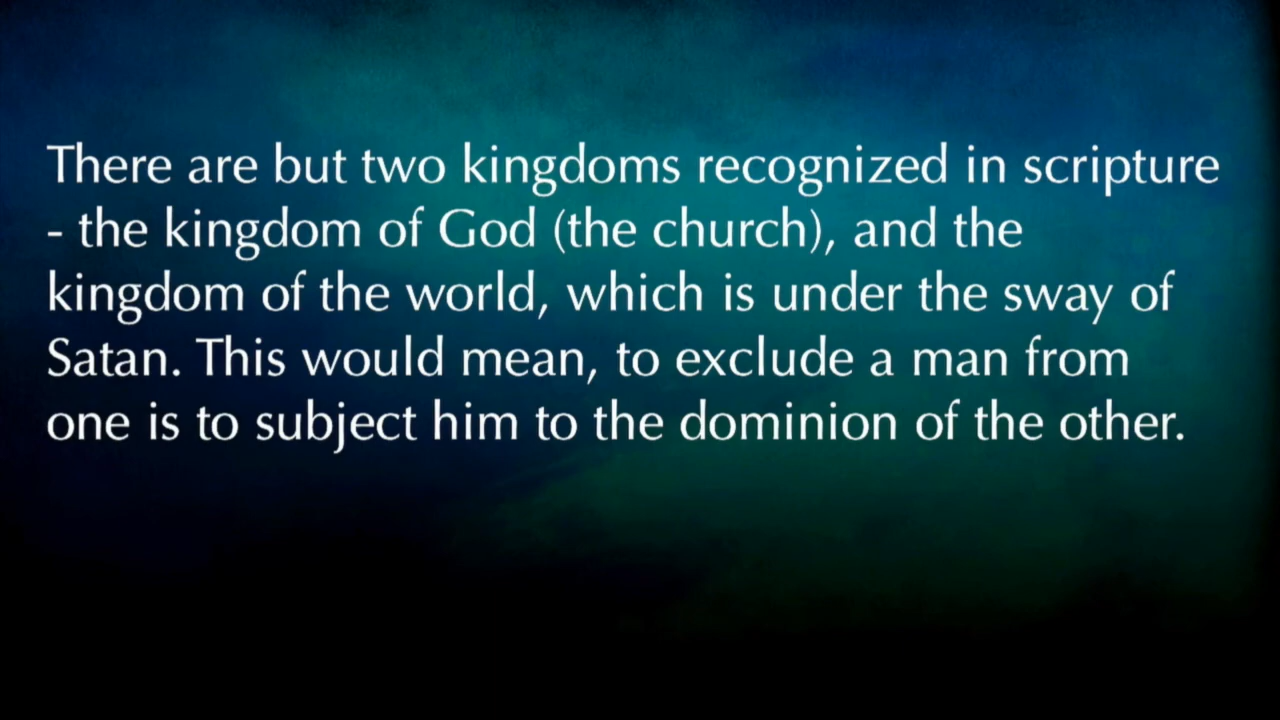 There are but two kingdoms recognized in scripture
- the kingdom of God (the church), and the
kingdom of the world, which is under the sway of
Satan. This would mean, to exclude a man from
one is to subject him to the dominion of the other.